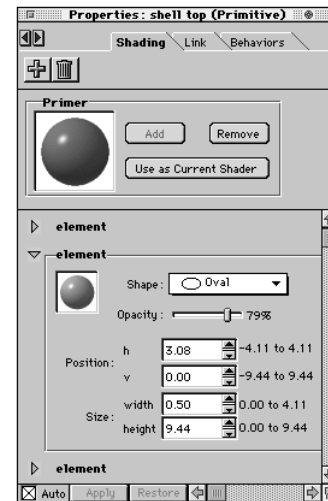 Properties: shell top (Primitive)
Shading Link Behaviors
Primer
Add Remove
Use as Current Shader
element
element
Shape: Oval
Opacity: 79%
Position: h 3.08 -4.11 to 4.11
v 0.00 -9.44 to 9.44
Size: width 0.50 0.00 to 4.11
height 9.44 0.00 to 9.44
element
Auto Apply Restore